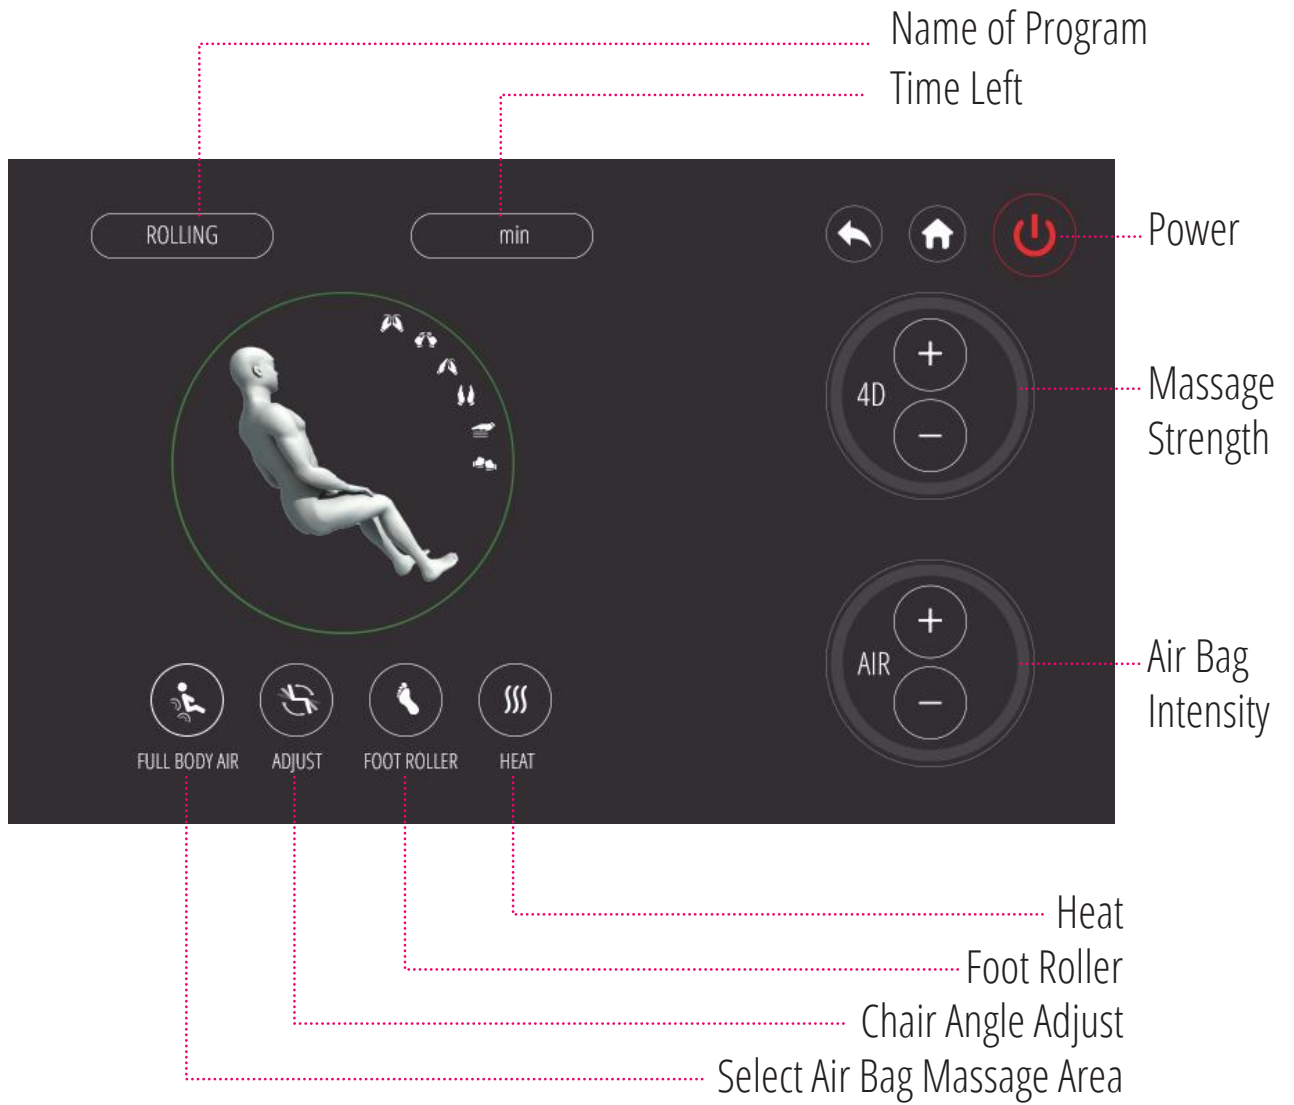 Name of Program
Time Left
ROLLING
min
Power
4D
+
−
Massage
Strength
AIR
+
−
Air Bag
Intensity
FULL BODY AIR
ADJUST
FOOT ROLLER
HEAT
Heat
Foot Roller
Chair Angle Adjust
Select Air Bag Massage Area